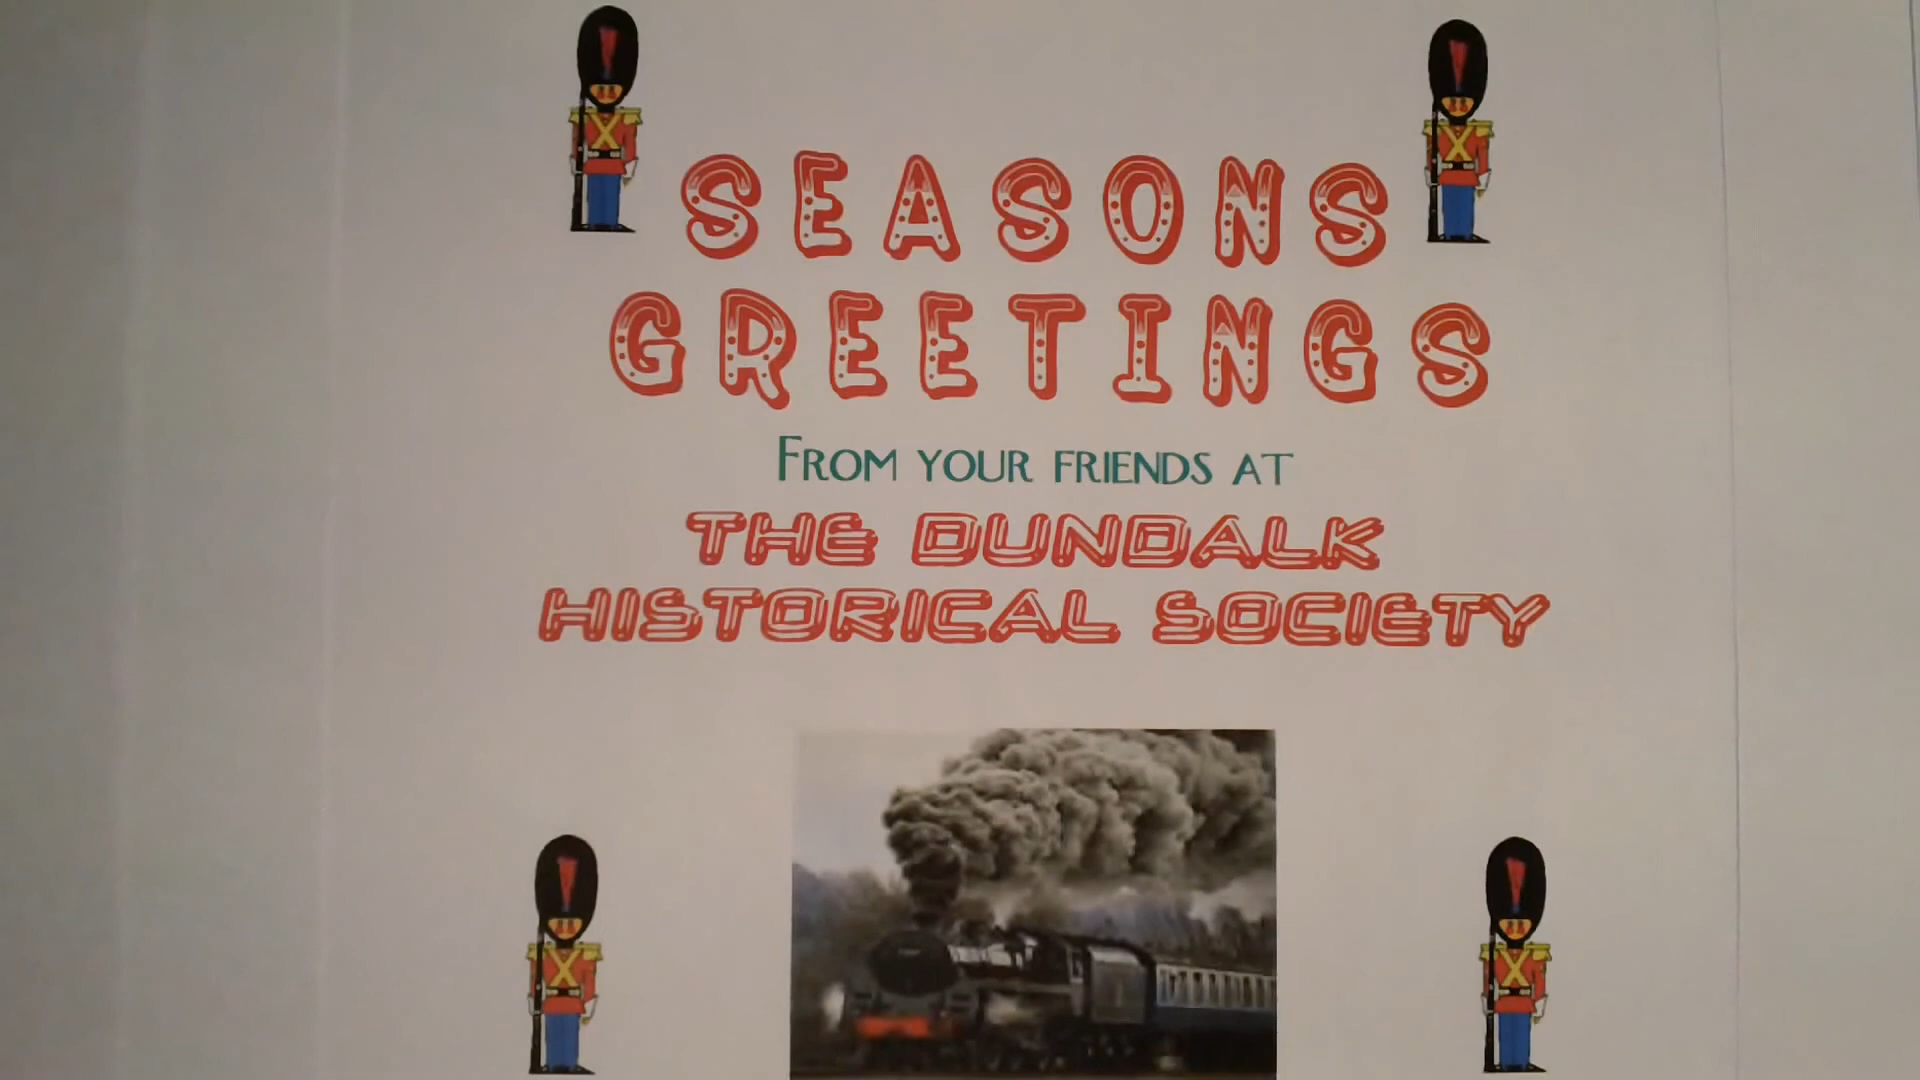 SEASONS
GREETINGS
FROM YOUR FRIENDS AT
THE DUNDALK
HISTORICAL SOCIETY